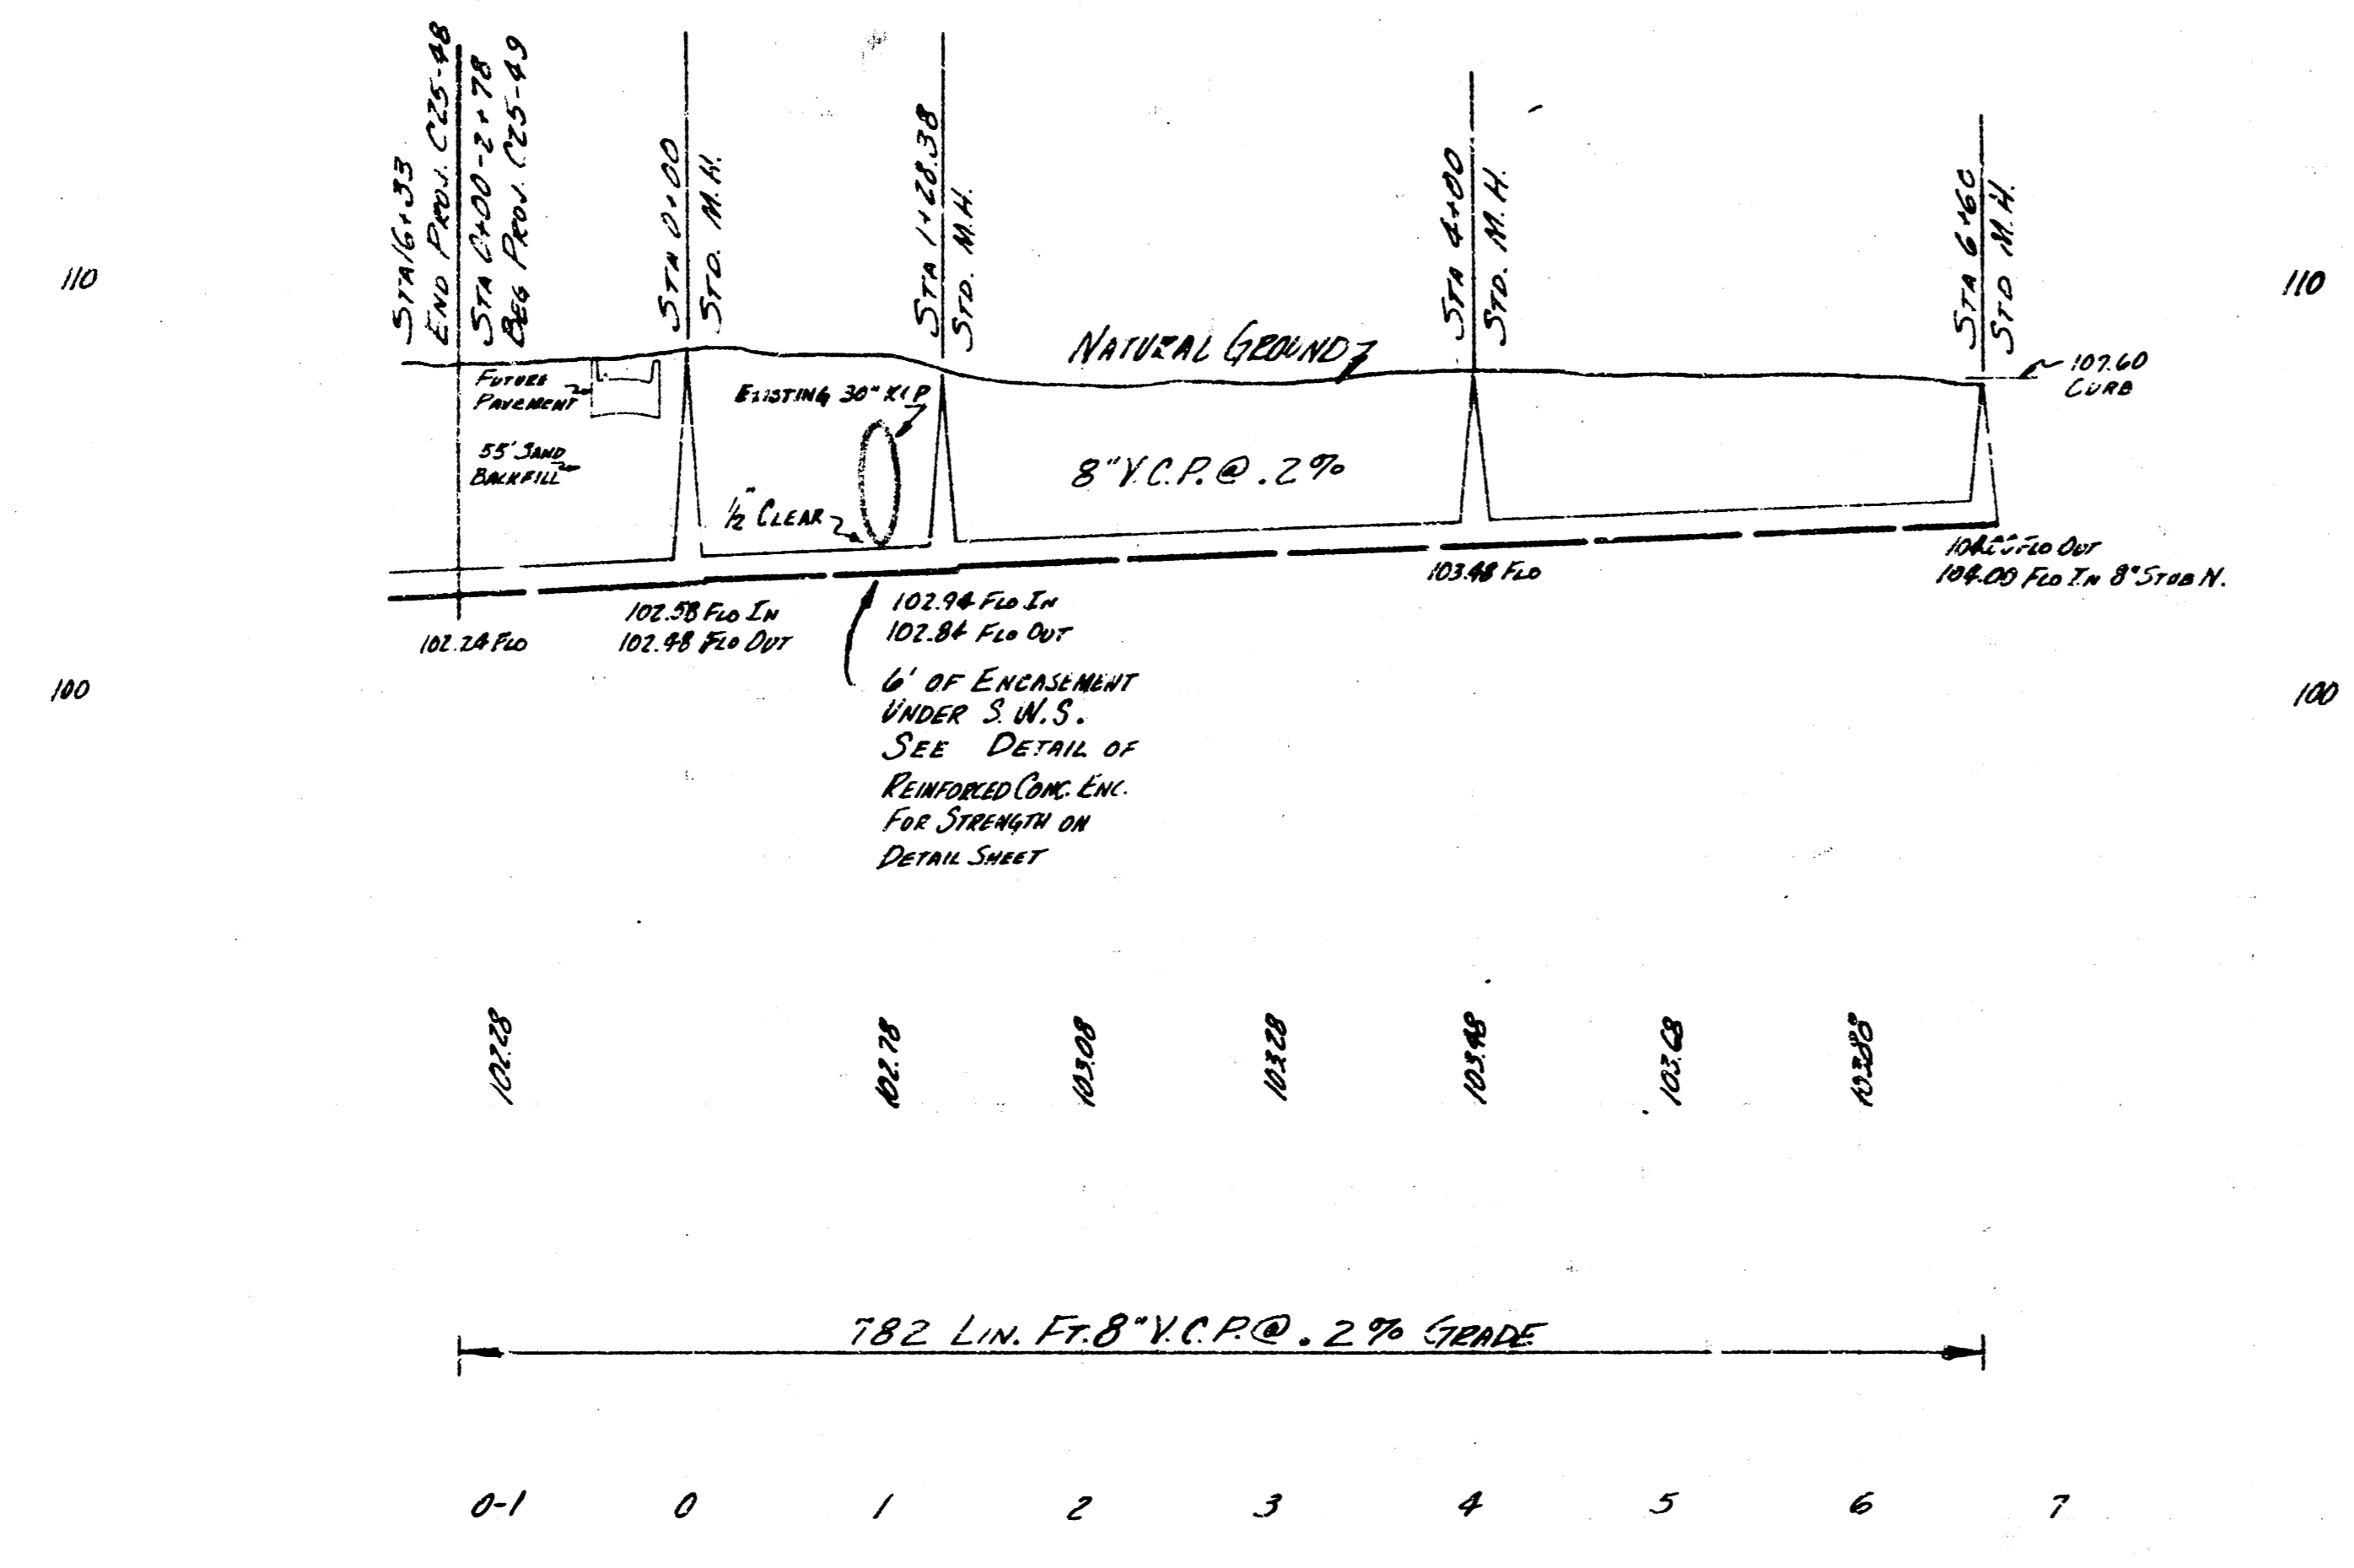 STA 16+33
END PROJ. C25-48
STA 0+00-2+78
BEG PROJ. C25-49
STA 0+00
STD. M.H.
STA 1+28.38
STD. M.H.
STA 4+00
STD. M.H.
STA 6+60
STD M.H.
110
110
NATURAL GROUND
107.60
CURB
FUTURE
PAVEMENT
EXISTING 30" RCP
55' SAND
BACKFILL
8" V.C.P. @ .2%
1/2" CLEAR
FLO OUT
104.00 FLO IN 8" STUB N.
103.48 FLO
102.58 FLO IN
102.48 FLO OUT
102.94 FLO IN
102.84 FLO OUT
102.24 FLO
100
100
6' OF ENCASEMENT
UNDER S.W.S.
SEE DETAIL OF
REINFORCED CONC. ENC.
FOR STRENGTH ON
DETAIL SHEET
102.28
102.78
103.08
103.28
103.48
103.68
103.88
782 LIN. FT. 8" V.C.P. @ .2% GRADE
0-1 0 1 2 3 4 5 6 7